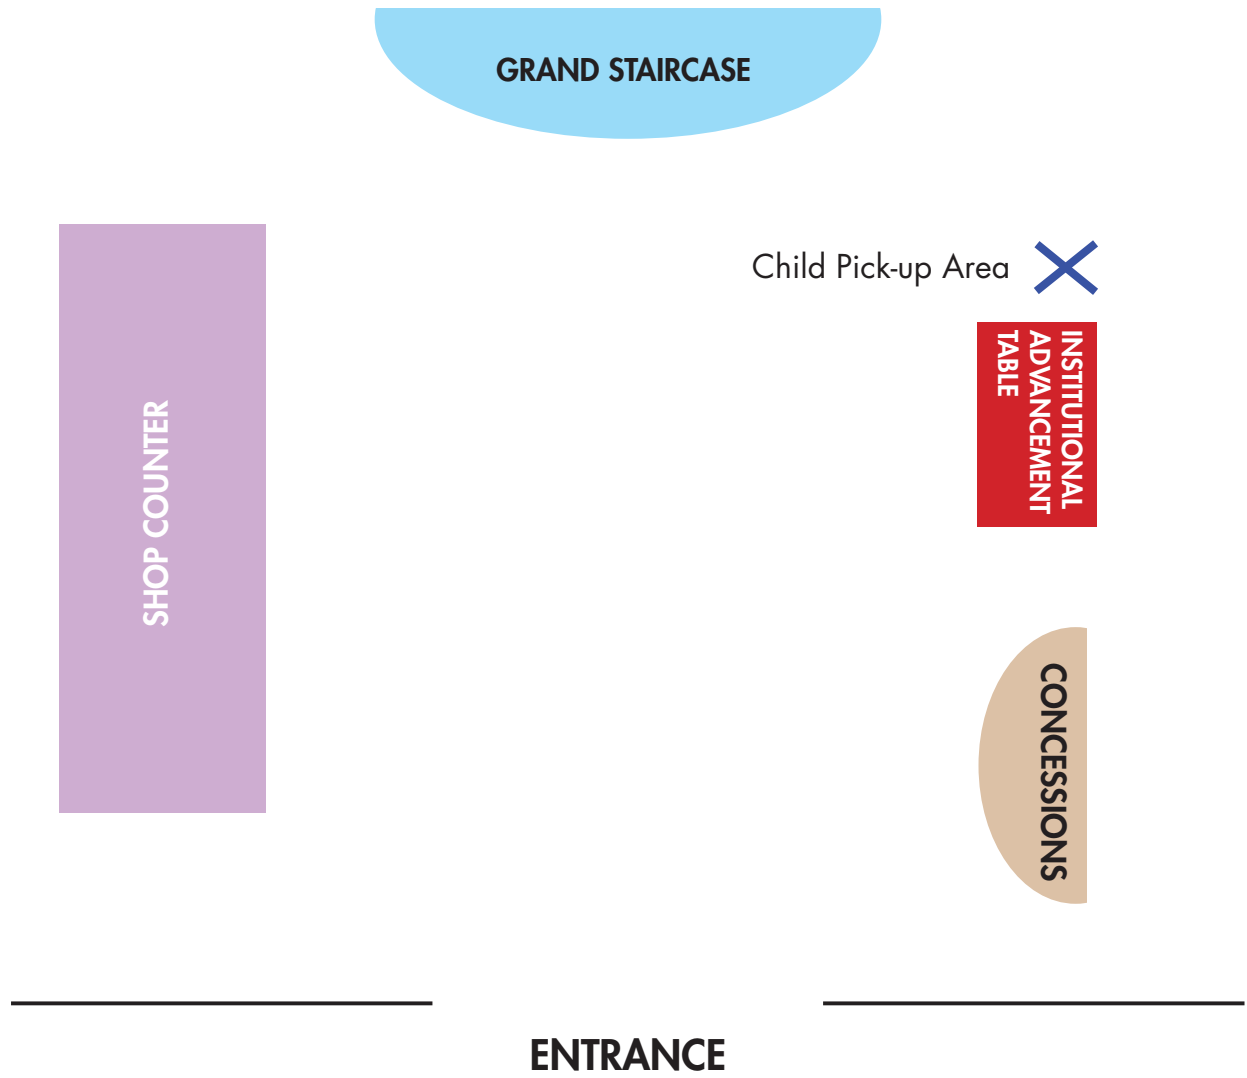 GRAND STAIRCASE
Child Pick-up Area
INSTITUTIONAL
ADVANCEMENT
TABLE
SHOP COUNTER
CONCESSIONS
ENTRANCE